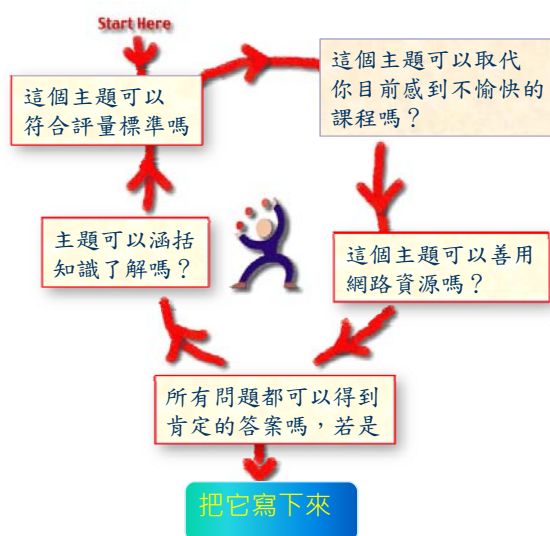 Start Here
這個主題可以
符合評量標準嗎
這個主題可以取代
你目前感到不愉快的
課程嗎？
這個主題可以善用
網路資源嗎？
所有問題都可以得到
肯定的答案嗎，若是
主題可以涵括
知識了解嗎？
把它寫下來